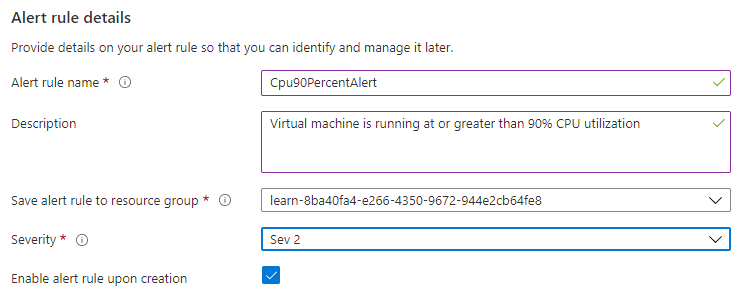 Alert rule details
Provide details on your alert rule so that you can identify and manage it later.
Alert rule name * Cpu90PercentAlert
Description Virtual machine is running at or greater than 90% CPU utilization
Save alert rule to resource group * learn-8ba40fa4-e266-4350-9672-944e2cb64fe8
Severity * Sev 2
Enable alert rule upon creation